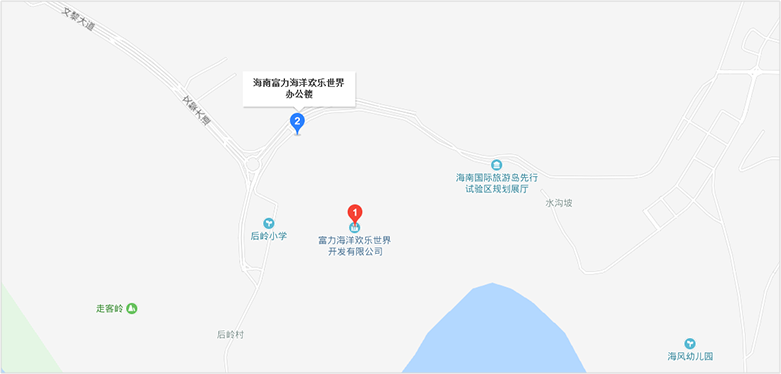 文黎大道
文黎大道
海南富力海洋欢乐世界
办公楼
2
海南国际旅游岛先行
试验区规划展厅
水沟坡
1
后岭小学
富力海洋欢乐世界
开发有限公司
走客岭
后岭村
海风幼儿园